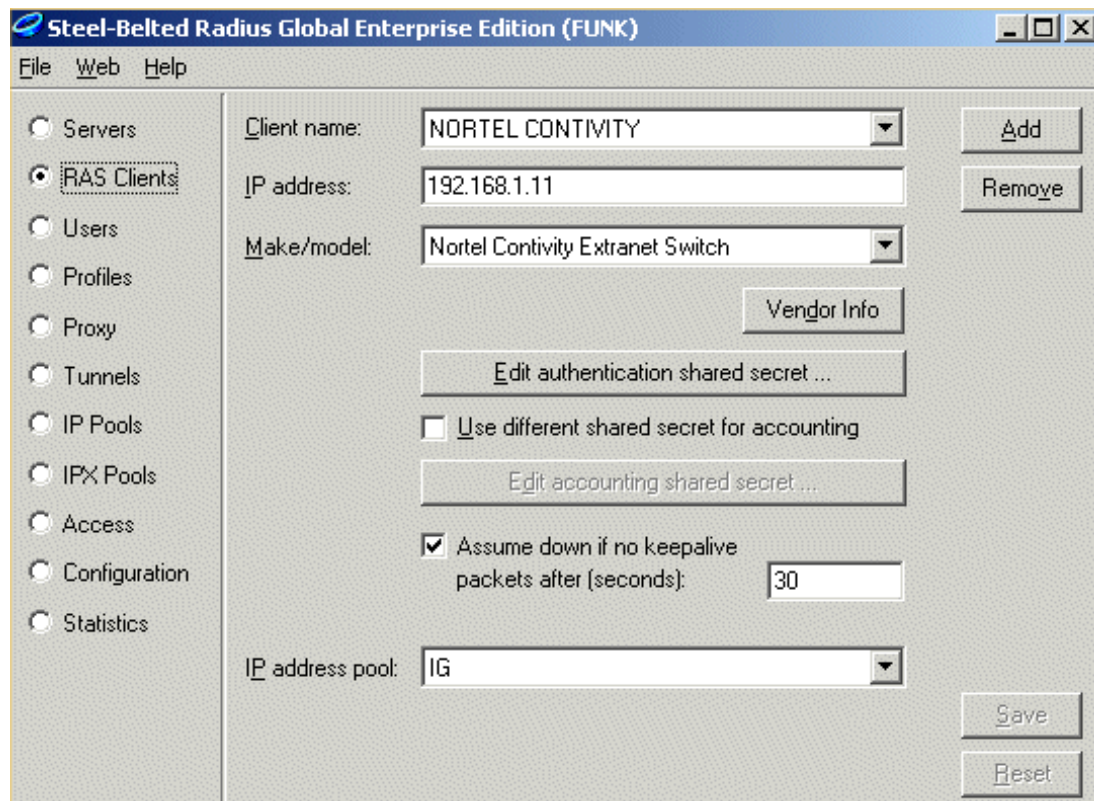 Steel-Belted Radius Global Enterprise Edition (FUNK)
File Web Help
Servers
RAS Clients
Users
Profiles
Proxy
Tunnels
IP Pools
IPX Pools
Access
Configuration
Statistics
Client name: NORTEL CONTIVITY
IP address: 192.168.1.11
Make/model: Nortel Contivity Extranet Switch
Vendor Info
Edit authentication shared secret ...
Use different shared secret for accounting
Edit accounting shared secret ...
Assume down if no keepalive
packets after (seconds): 30
IP address pool: IG
Add
Remove
Save
Reset